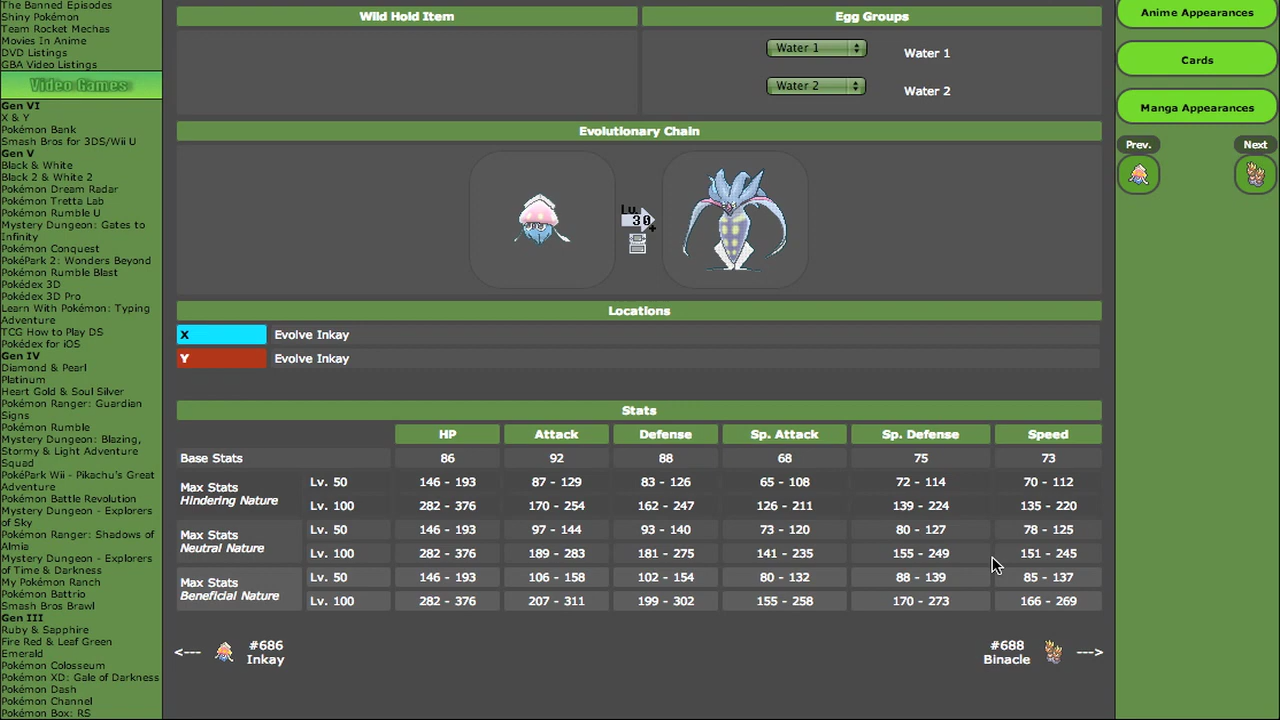 The Banned Episodes
Shiny Pokémon
Team Rocket Mechas
Movies In Anime
DVD Listings
GBA Video Listings
Video Games
Gen VI
X & Y
Pokémon Bank
Smash Bros for 3DS/Wii U
Gen V
Black & White
Black 2 & White 2
Pokémon Dream Radar
Pokémon Tretta Lab
Pokémon Rumble U
Mystery Dungeon: Gates to
Infinity
Pokémon Conquest
PokéPark 2: Wonders Beyond
Pokémon Rumble Blast
Pokédex 3D
Pokédex 3D Pro
Learn With Pokémon: Typing
Adventure
TCG How to Play DS
Pokédex for iOS
Gen IV
Diamond & Pearl
Platinum
Heart Gold & Soul Silver
Pokémon Ranger: Guardian
Signs
Pokémon Rumble
Mystery Dungeon: Blazing,
Stormy & Light Adventure
Squad
PokéPark Wii - Pikachu's Great
Adventure
Pokémon Battle Revolution
Mystery Dungeon - Explorers
of Sky
Pokémon Ranger: Shadows of
Almia
Mystery Dungeon - Explorers
of Time & Darkness
My Pokémon Ranch
Pokémon Battrio
Smash Bros Brawl
Gen III
Ruby & Sapphire
Fire Red & Leaf Green
Emerald
Pokémon Colosseum
Pokémon XD: Gale of Darkness
Pokémon Dash
Pokémon Channel
Pokémon Box: RS
Wild Hold Item
Egg Groups
Water 1 Water 1
Water 2 Water 2
Evolutionary Chain
Lv.
30
+
Locations
X Evolve Inkay
Y Evolve Inkay
Stats
HP Attack Defense Sp. Attack Sp. Defense Speed
Base Stats 86 92 88 68 75 73
Max Stats
Hindering Nature
Lv. 50 146 - 193 87 - 129 83 - 126 65 - 108 72 - 114 70 - 112
Lv. 100 282 - 376 170 - 254 162 - 247 126 - 211 139 - 224 135 - 220
Max Stats
Neutral Nature
Lv. 50 146 - 193 97 - 144 93 - 140 73 - 120 80 - 127 78 - 125
Lv. 100 282 - 376 189 - 283 181 - 275 141 - 235 155 - 249 151 - 245
Max Stats
Beneficial Nature
Lv. 50 146 - 193 106 - 158 102 - 154 80 - 132 88 - 139 85 - 137
Lv. 100 282 - 376 207 - 311 199 - 302 155 - 258 170 - 273 166 - 269
<--- #686
Inkay
#688 --->
Binacle
Anime Appearances
Cards
Manga Appearances
Prev. Next